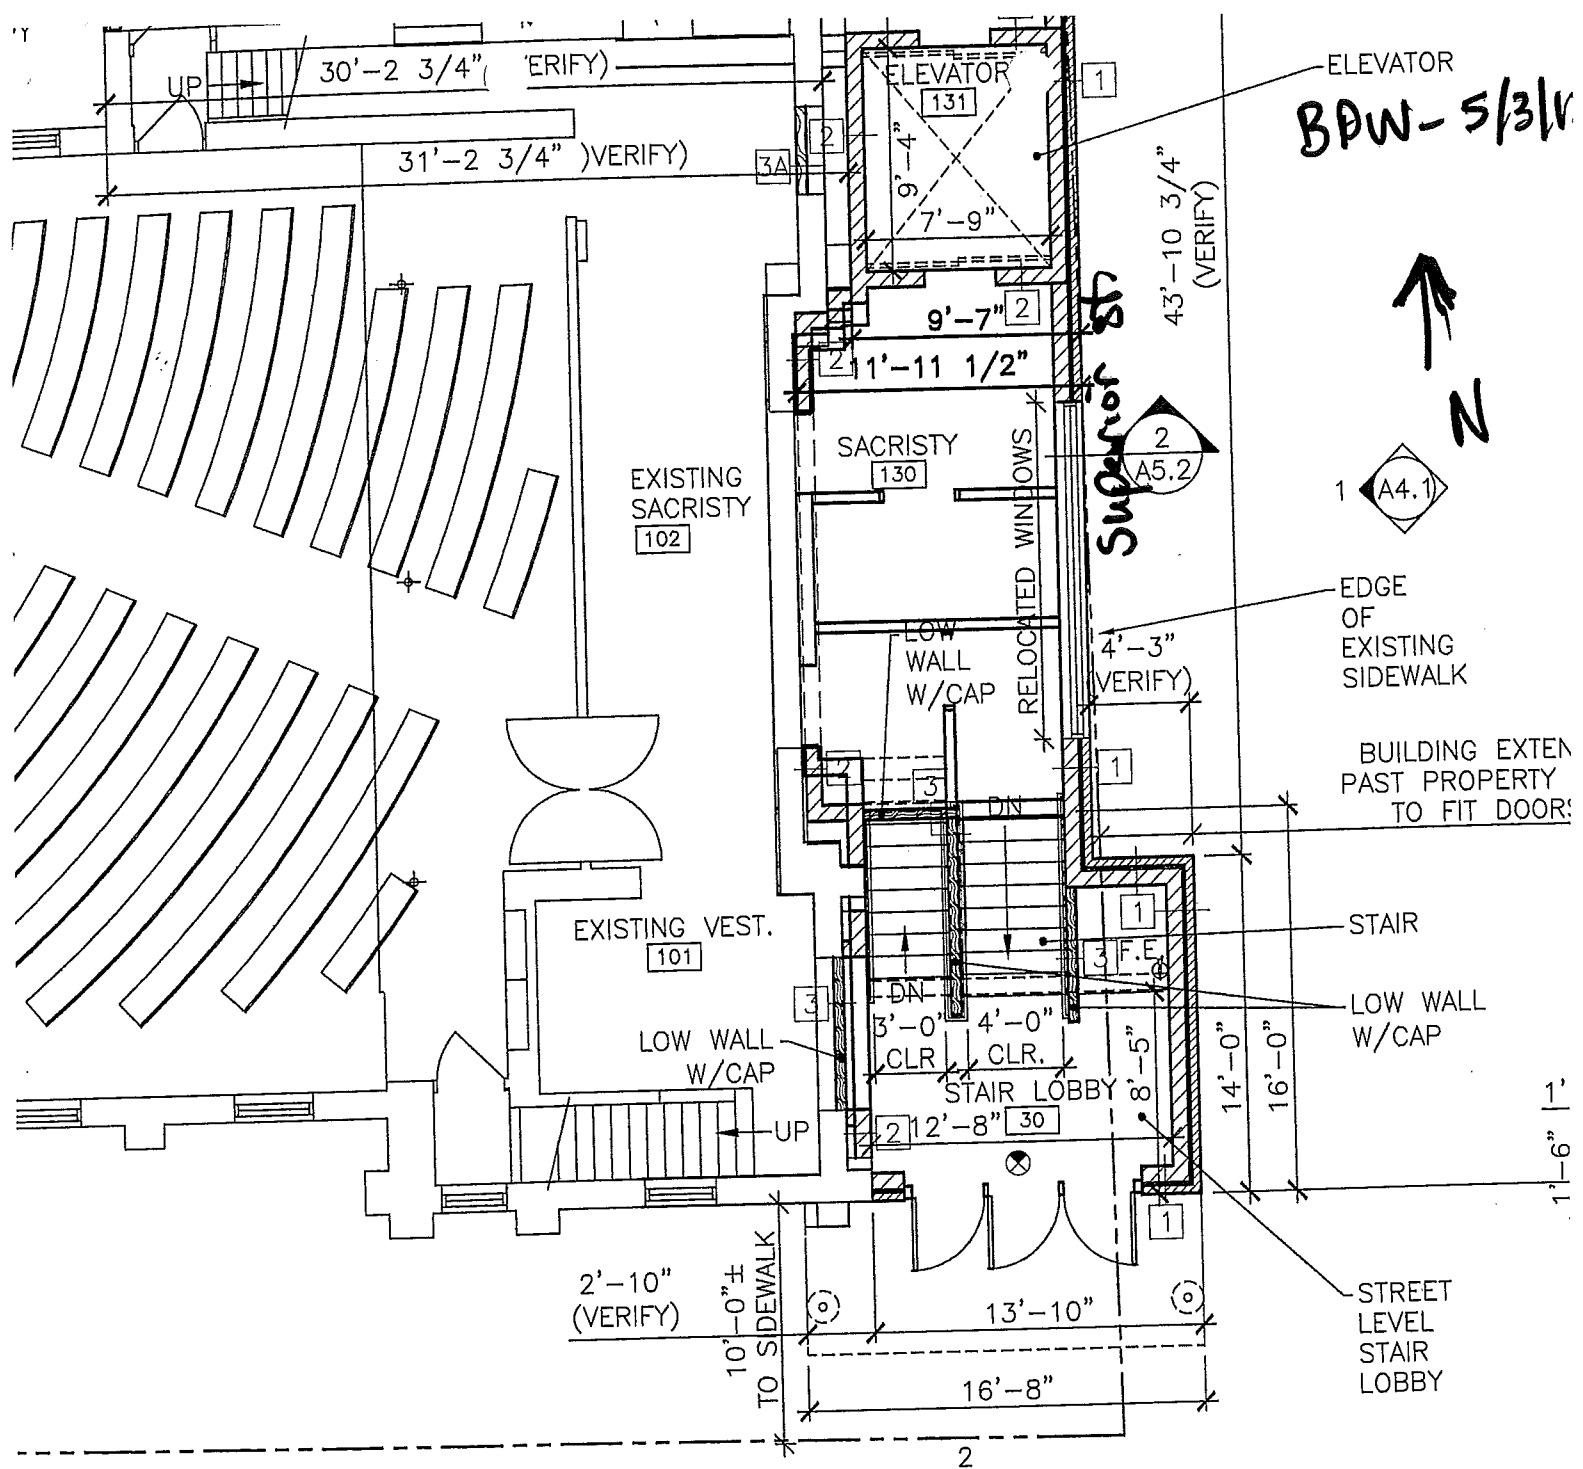 UP
30'-2 3/4"(
ERIFY)
31'-2 3/4" )VERIFY)
ELEVATOR
131
9'-4"
7'-9"
1
2
3A
ELEVATOR
43'-10 3/4"
(VERIFY)
N
2
9'-7"
2
11'-11 1/2"
Superior St
SACRISTY
130
RELOCATED WINDOWS
2
A5.2
1
A4.1
EXISTING
SACRISTY
102
EDGE
OF
EXISTING
SIDEWALK
LOW
WALL
W/CAP
4'-3"
VERIFY)
BUILDING EXTEN
PAST PROPERTY
TO FIT DOORS
2
3
1
DN
EXISTING VEST.
101
1
STAIR
3
F.E.
DN
3
LOW WALL
W/CAP
3'-0"
CLR
4'-0"
CLR.
LOW WALL
W/CAP
8'-5"
14'-0"
16'-0"
STAIR LOBBY
30
12'-8"
2
UP
1'
1'-6"
1
10'-0"±
TO SIDEWALK
2'-10"
(VERIFY)
13'-10"
16'-8"
STREET
LEVEL
STAIR
LOBBY
2